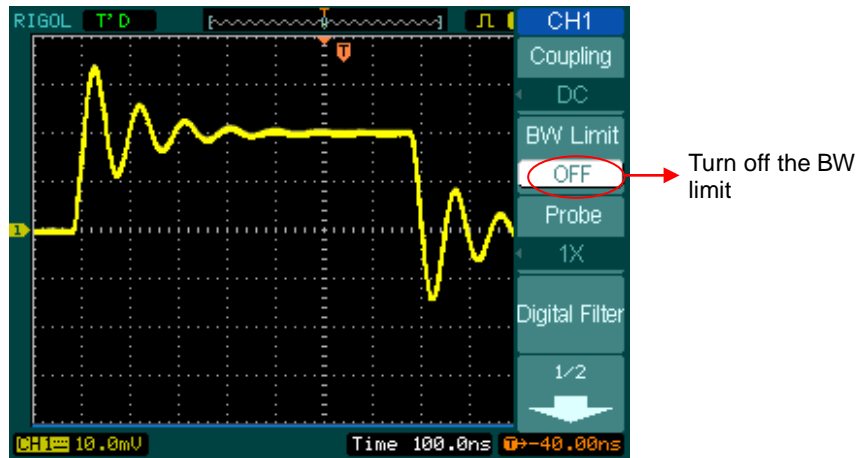 RIGOL T'D CH1
T
Coupling
DC
BW Limit
OFF
Turn off the BW
limit
Probe
1
1X
Digital Filter
1/2
CH1 10.0mV Time 100.0ns T→-40.00ns